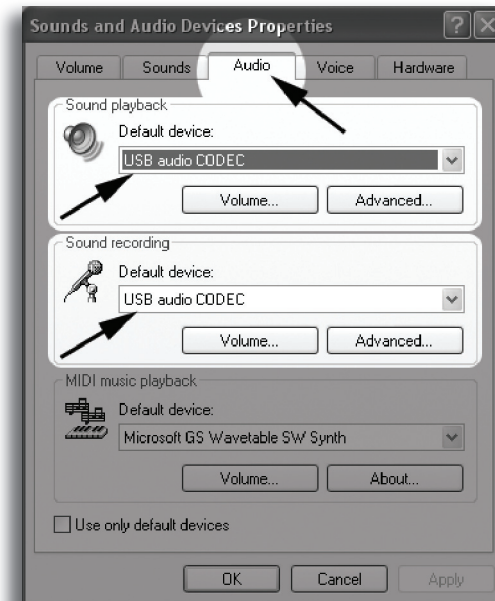 Sounds and Audio Devices Properties
Volume Sounds Audio Voice Hardware
Sound playback
Default device:
USB audio CODEC
Volume... Advanced...
Sound recording
Default device:
USB audio CODEC
Volume... Advanced...
MIDI music playback
Default device:
Microsoft GS Wavetable SW Synth
Volume... About...
Use only default devices
OK Cancel Apply